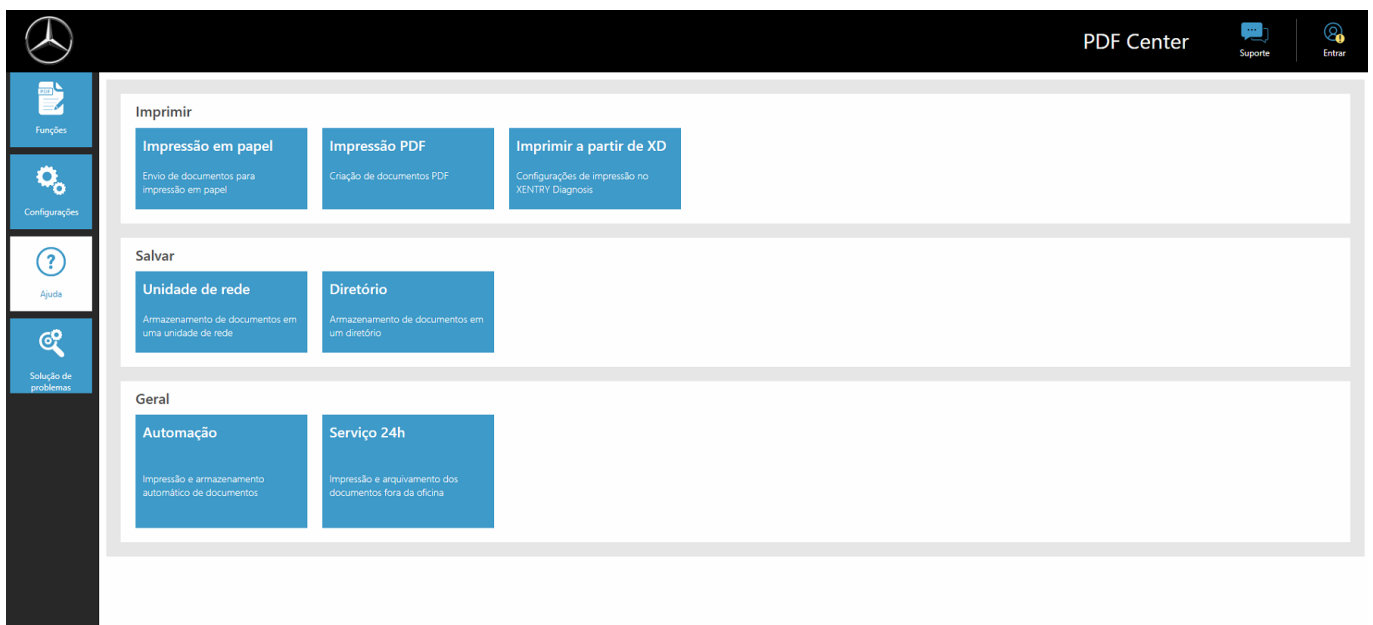 PDF Center
Suporte
Entrar
PDF
Funções
Configurações
?
Ajuda
Solução de
problemas
Imprimir
Impressão em papel
Envio de documentos para
impressão em papel
Impressão PDF
Criação de documentos PDF
Imprimir a partir de XD
Configurações de impressão no
XENTRY Diagnosis
Salvar
Unidade de rede
Armazenamento de documentos em
uma unidade de rede
Diretório
Armazenamento de documentos em
um diretório
Geral
Automação
Impressão e armazenamento
automático de documentos
Serviço 24h
Impressão e arquivamento dos
documentos fora da oficina